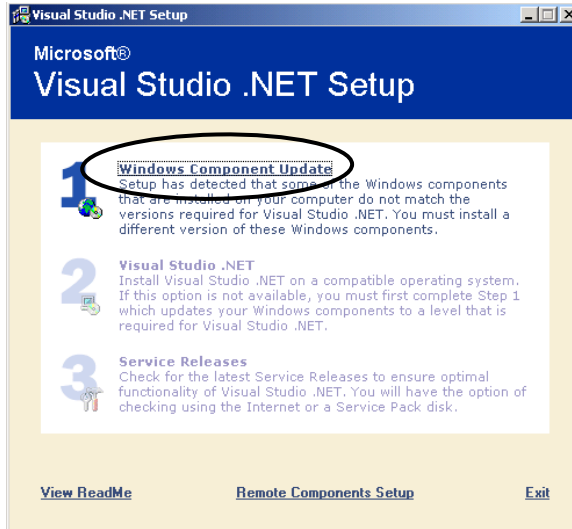 Visual Studio .NET Setup
Microsoft®
Visual Studio .NET Setup
1
Windows Component Update
Setup has detected that some of the Windows components
that are installed on your computer do not match the
versions required for Visual Studio .NET. You must install a
different version of these Windows components.
2
Visual Studio .NET
Install Visual Studio .NET on a compatible operating system.
If this option is not available, you must first complete Step 1
which updates your Windows components to a level that is
required for Visual Studio .NET.
3
Service Releases
Check for the latest Service Releases to ensure optimal
functionality of Visual Studio .NET. You will have the option of
checking using the Internet or a Service Pack disk.
View ReadMe Remote Components Setup Exit